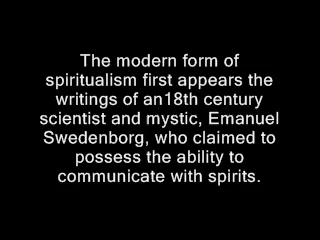 The modern form of
spiritualism first appears the
writings of an18th century
scientist and mystic, Emanuel
Swedenborg, who claimed to
possess the ability to
communicate with spirits.